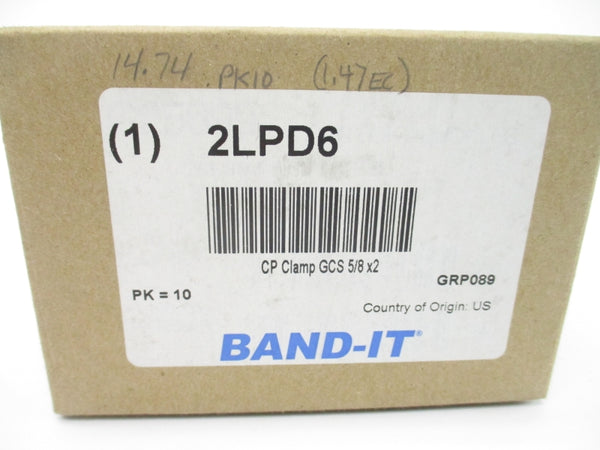 14.74 PK10 (1.47EC)
(1) 2LPD6
CP Clamp GCS 5/8 x2
GRP089
PK = 10
Country of Origin: US
BAND-IT®